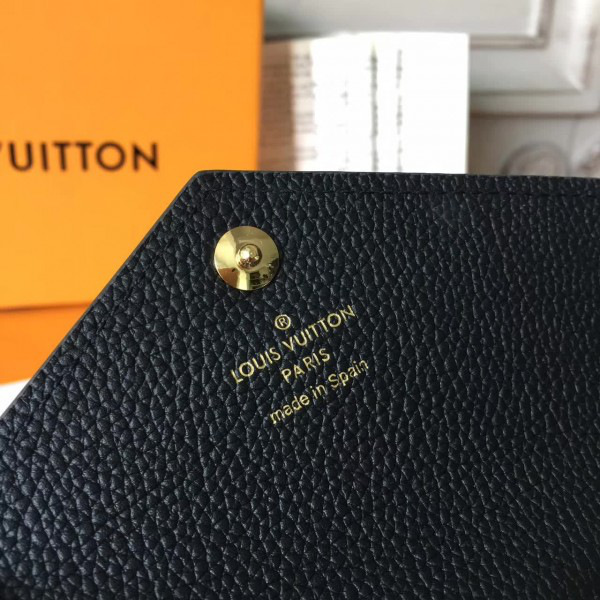 VUITTON
®
LOUIS VUITTON
PARIS
made in Spain